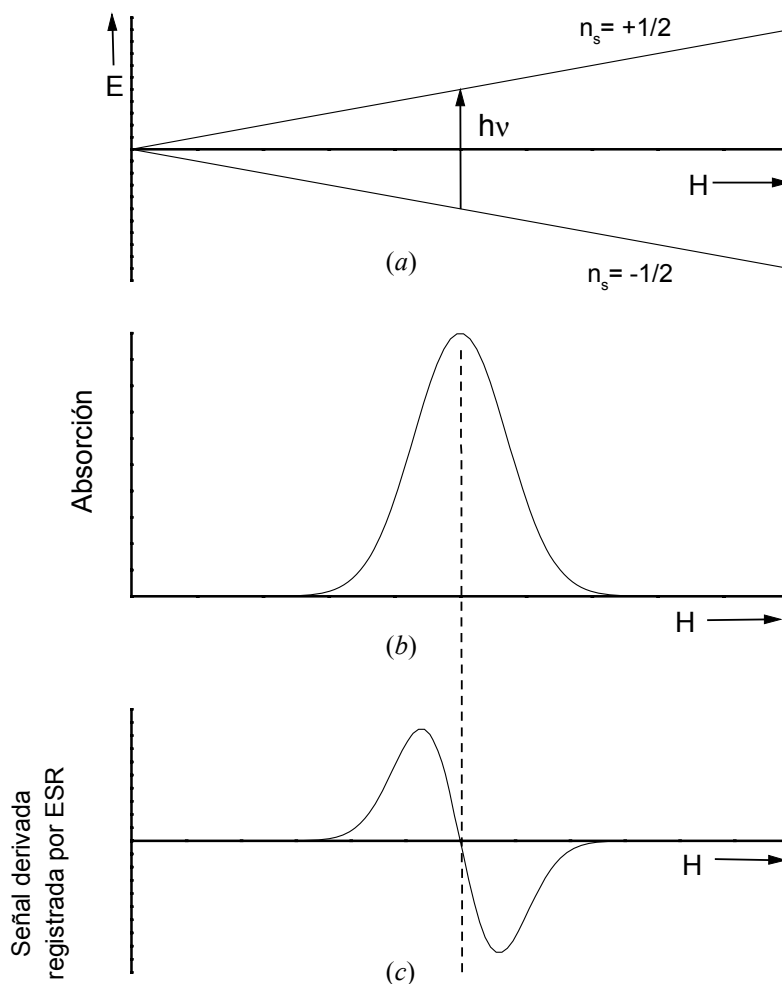 n_s= +1/2
E
hν
H
(a)
n_s= -1/2
Absorción
H
(b)
Señal derivada
registrada por ESR
H
(c)